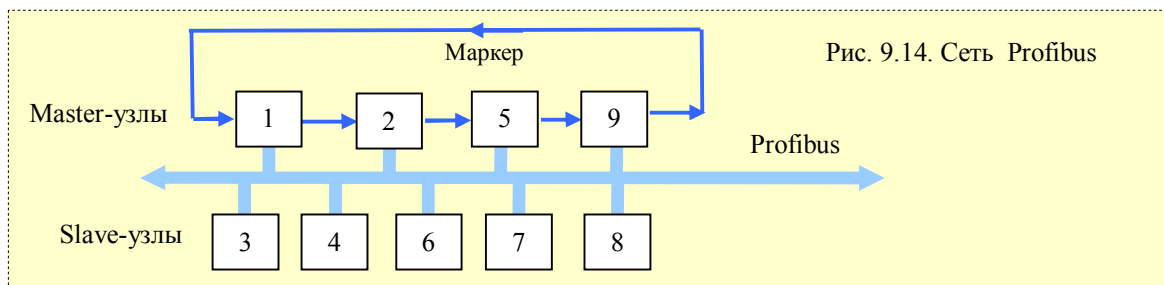 Маркер
Рис. 9.14. Сеть Profibus
Master-узлы
1 2 5 9
Profibus
Slave-узлы
3 4 6 7 8